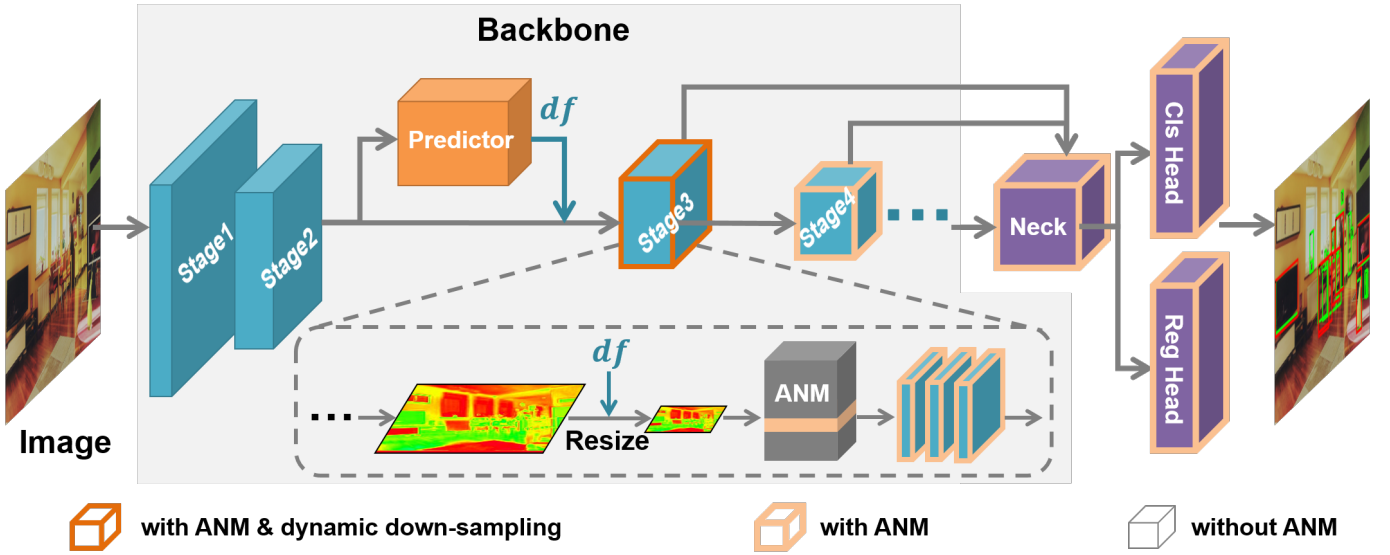 Backbone
df
Predictor
Cls Head
Stage1
Stage2
Stage3
Stage4
Neck
df
ANM
Resize
Reg Head
Image
with ANM & dynamic down-sampling
with ANM
without ANM